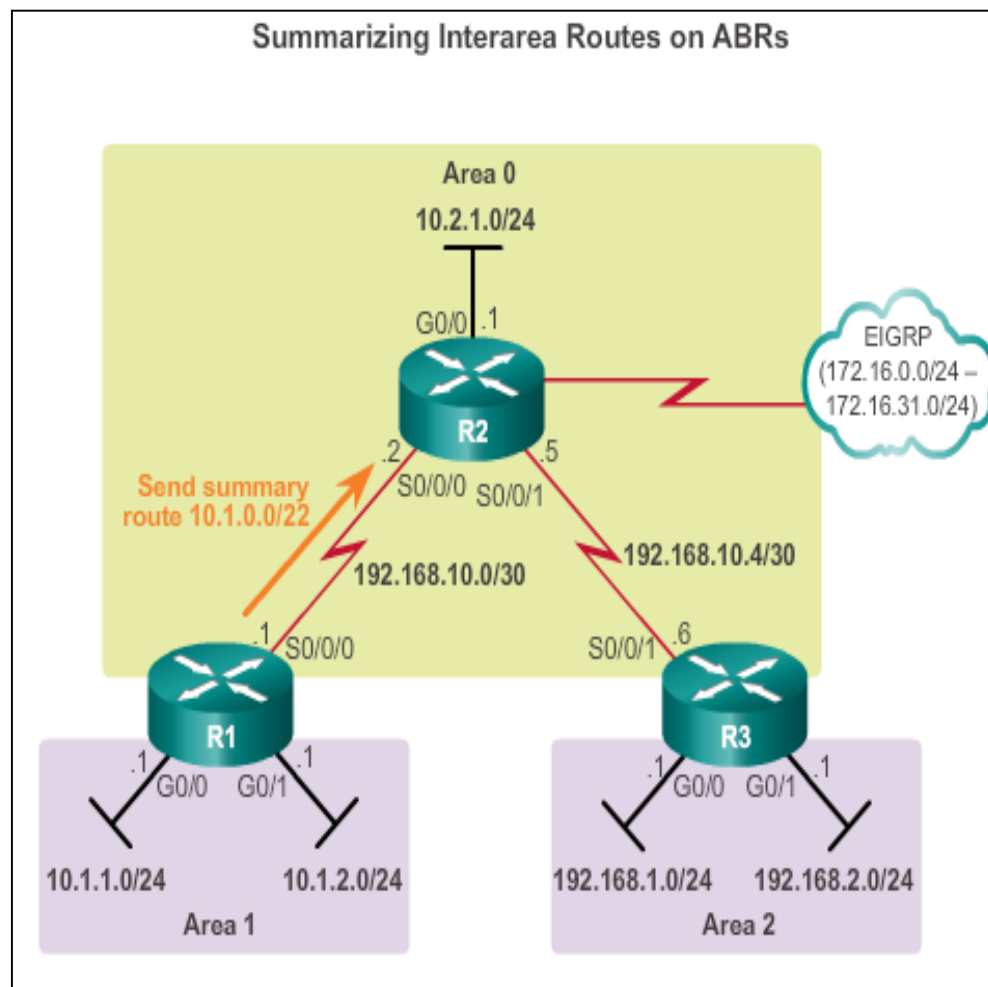 Summarizing Interarea Routes on ABRs
Area 0
10.2.1.0/24
G0/0
.1
EIGRP
(172.16.0.0/24 –
172.16.31.0/24)
R2
.2
.5
S0/0/0
S0/0/1
Send summary
route 10.1.0.0/22
192.168.10.4/30
192.168.10.0/30
.1
S0/0/0
S0/0/1
.6
R1
R3
.1
G0/0
G0/1
.1
.1
G0/0
G0/1
.1
10.1.1.0/24
10.1.2.0/24
192.168.1.0/24
192.168.2.0/24
Area 1
Area 2